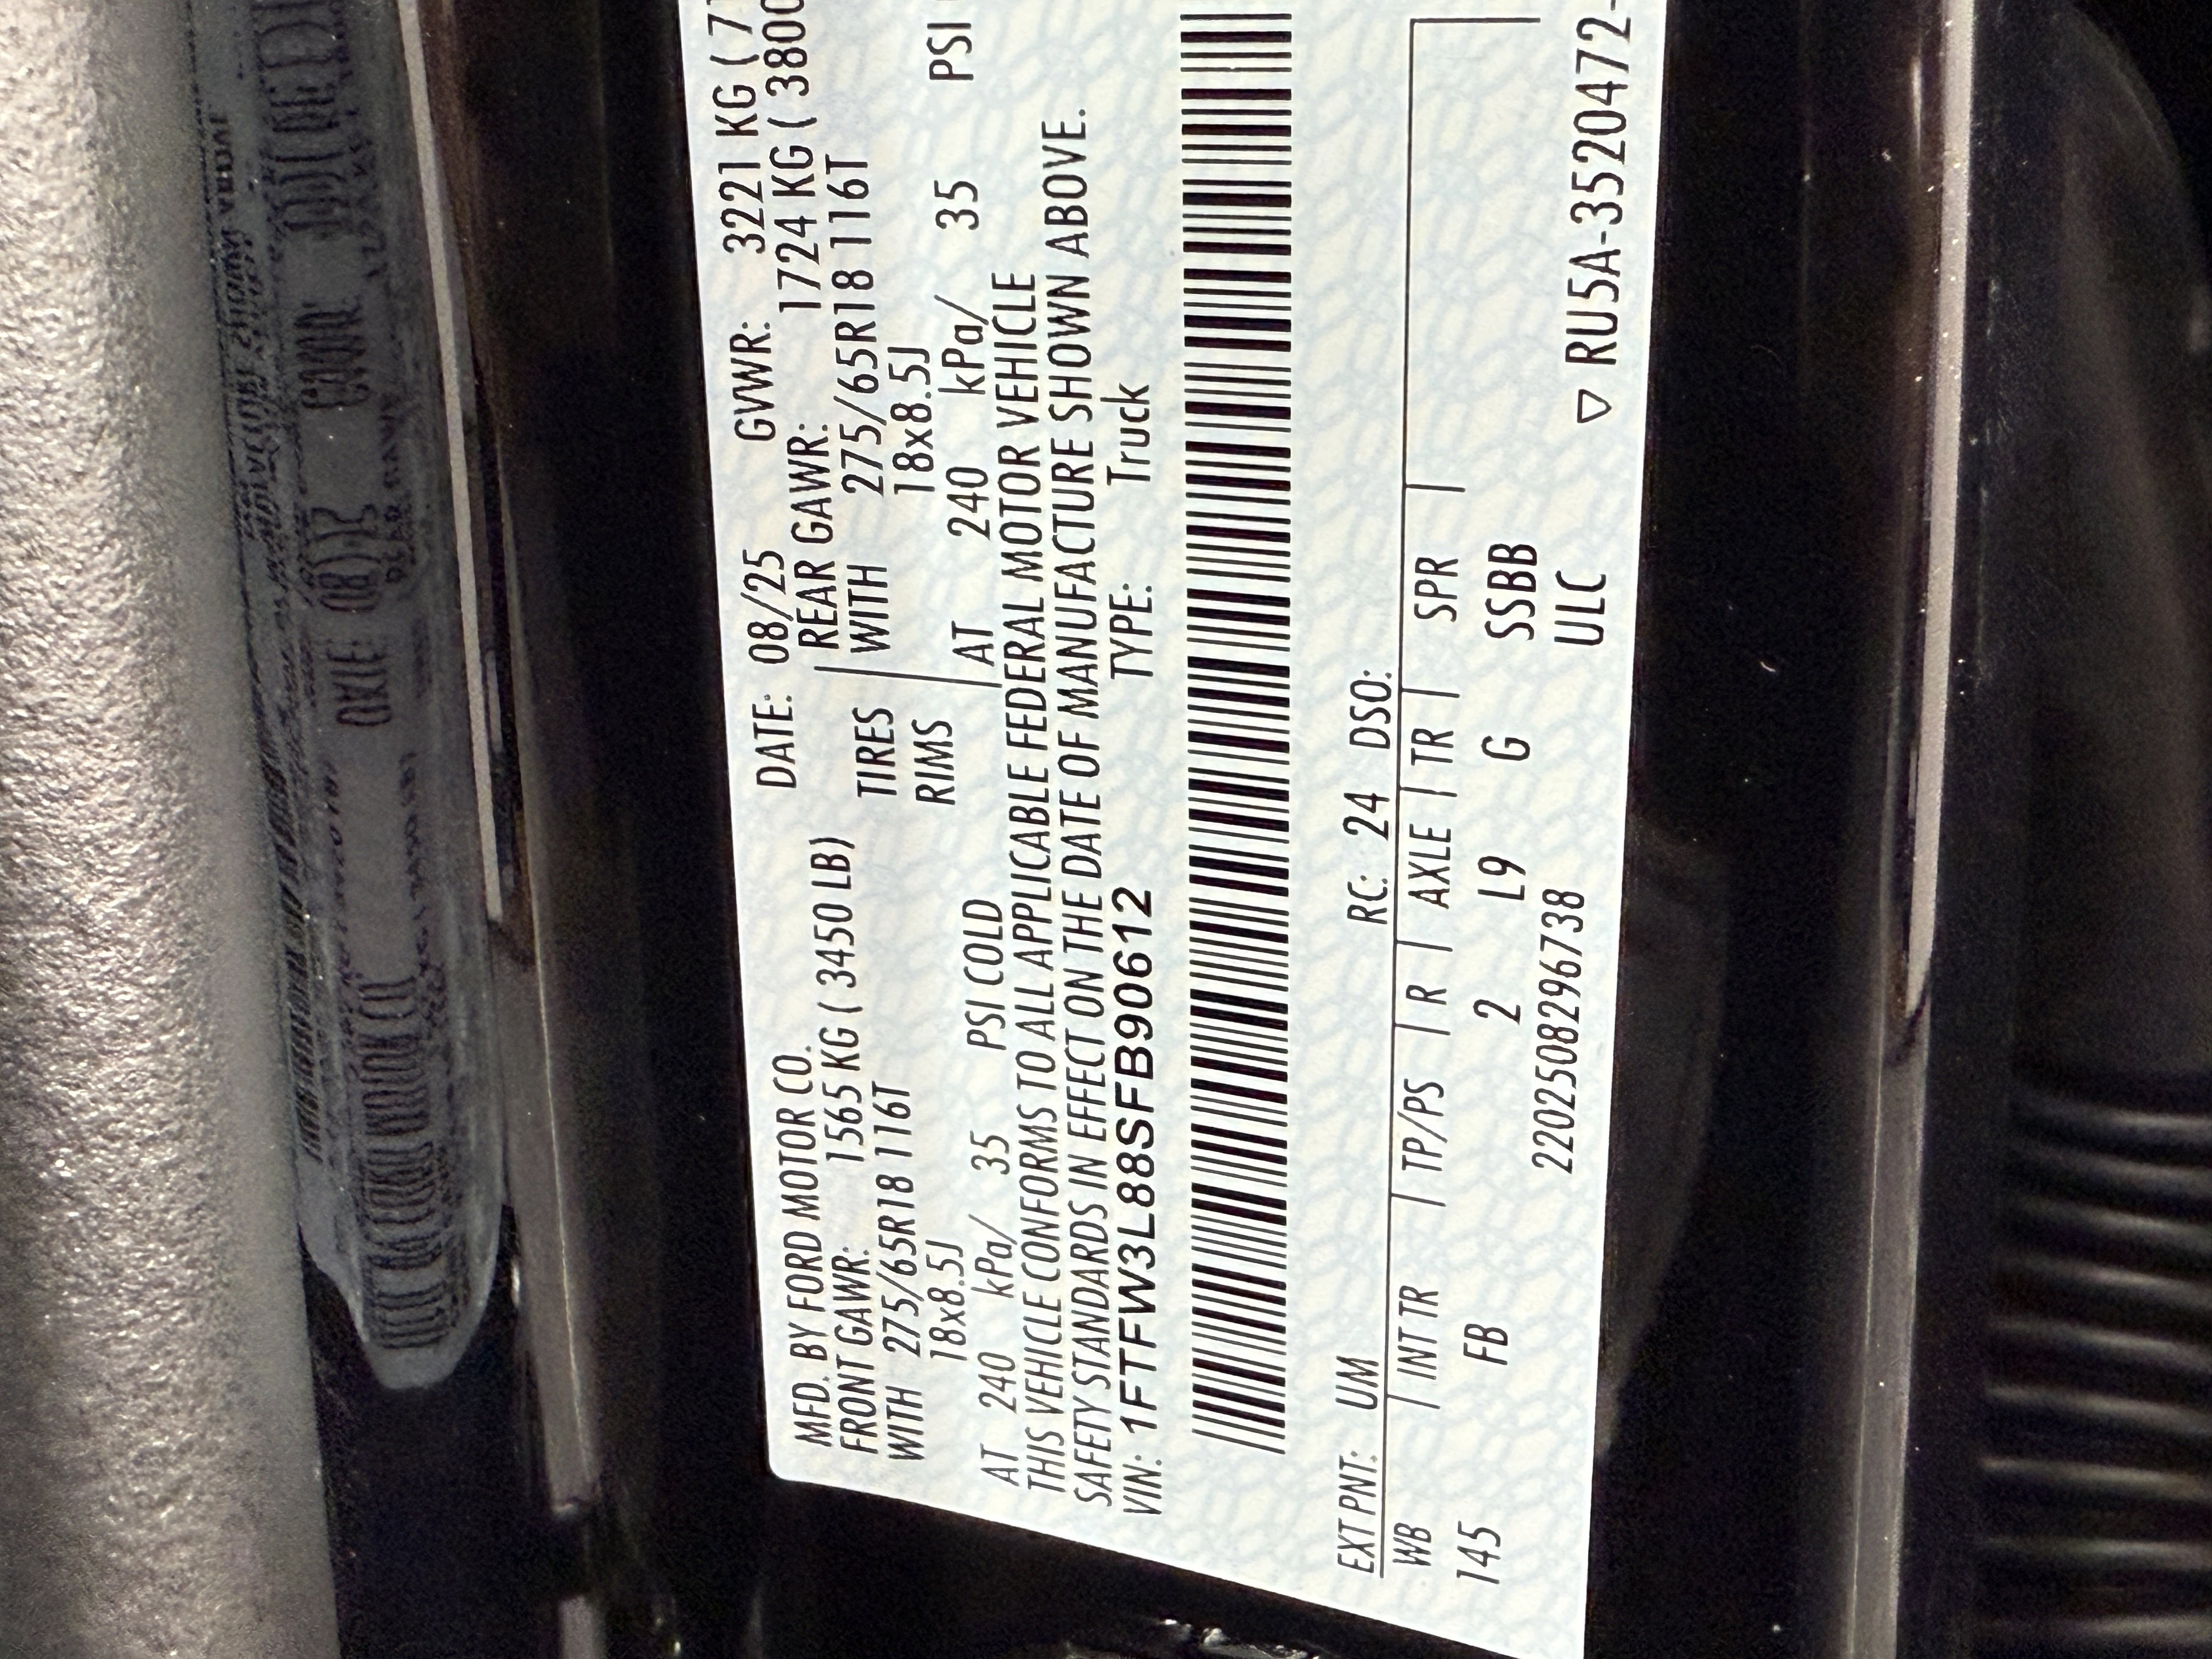 MFD. BY FORD MOTOR CO. DATE: 08/25 GVWR: 3221 KG (
FRONT GAWR: 1565 KG ( 3450 LB) REAR GAWR: 1724 KG ( 3800
WITH 275/65R18 116T TIRES WITH 275/65R18 116T
18x8.5J RIMS 18x8.5J
AT 240 kPa/ 35 PSI COLD AT 240 kPa/ 35 PSI
THIS VEHICLE CONFORMS TO ALL APPLICABLE FEDERAL MOTOR VEHICLE
SAFETY STANDARDS IN EFFECT ON THE DATE OF MANUFACTURE SHOWN ABOVE.
VIN: 1FTFW3L88SFB90612 TYPE: Truck
EXT PNT: UM RC: 24 DSO:
WB | INT TR | TP/PS | R | AXLE | TR | SPR |
145 FB 2 L9 G SSBB
2202508296738 ULC ▽ RU5A-3520472-